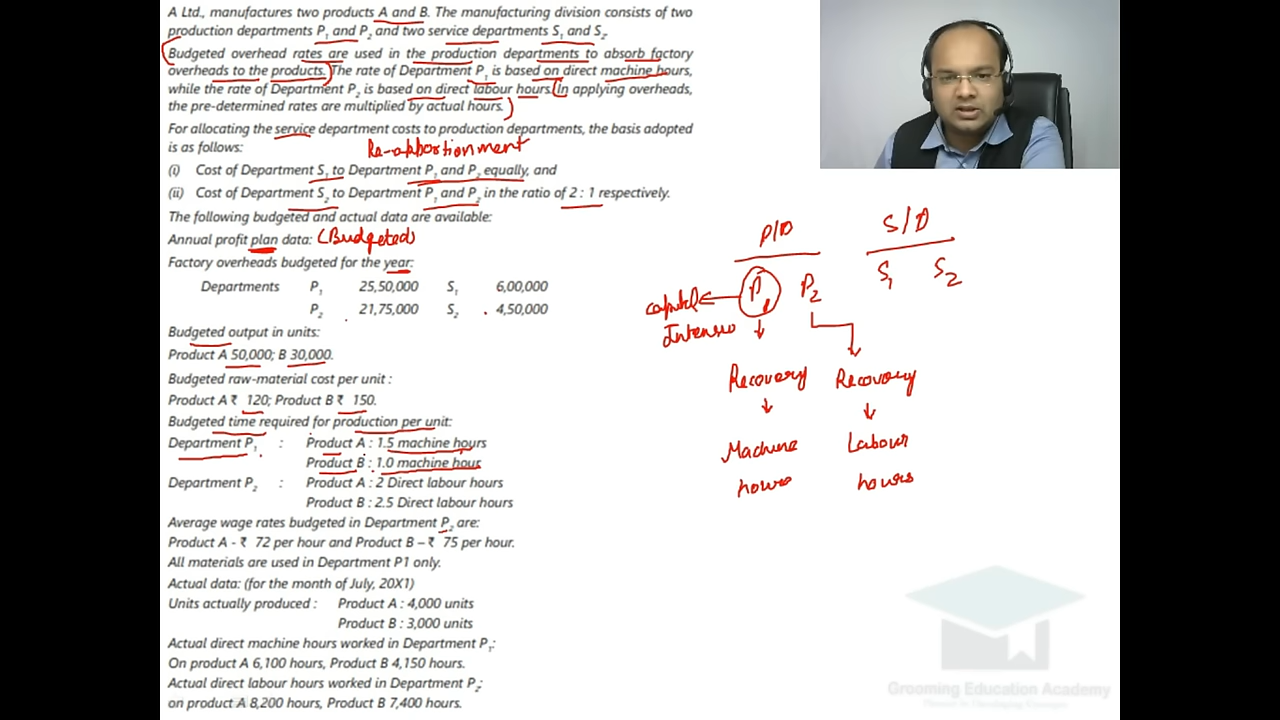 A Ltd., manufactures two products A and B. The manufacturing division consists of two
production departments P₁ and P₂ and two service departments S₁ and S₂.
Budgeted overhead rates are used in the production departments to absorb factory
overheads to the products. The rate of Department P₁ is based on direct machine hours,
while the rate of Department P₂ is based on direct labour hours. In applying overheads,
the pre-determined rates are multiplied by actual hours.
For allocating the service department costs to production departments, the basis adopted
is as follows:
Re-apportionment
(i) Cost of Department S₁ to Department P₁ and P₂ equally, and
(ii) Cost of Department S₂ to Department P₁ and P₂ in the ratio of 2 : 1 respectively.
The following budgeted and actual data are available:
Annual profit plan data: (Budgeted)
Factory overheads budgeted for the year:
Departments P₁ 25,50,000 S₁ 6,00,000
P₂ 21,75,000 S₂ 4,50,000
Budgeted output in units:
Product A 50,000; B 30,000.
Budgeted raw-material cost per unit :
Product A ₹ 120; Product B ₹ 150.
Budgeted time required for production per unit:
Department P₁ : Product A : 1.5 machine hours
Product B : 1.0 machine hour
Department P₂ : Product A : 2 Direct labour hours
Product B : 2.5 Direct labour hours
Average wage rates budgeted in Department P₂ are:
Product A - ₹ 72 per hour and Product B – ₹ 75 per hour.
All materials are used in Department P1 only.
Actual data: (for the month of July, 20X1)
Units actually produced : Product A : 4,000 units
Product B : 3,000 units
Actual direct machine hours worked in Department P₁:
On product A 6,100 hours, Product B 4,150 hours.
Actual direct labour hours worked in Department P₂:
on product A 8,200 hours, Product B 7,400 hours.
P/D S/D
P₁ P₂ S₁ S₂
capital
Intensive
Recovery Recovery
Machine Labour
hours hours
Grooming Education Academy